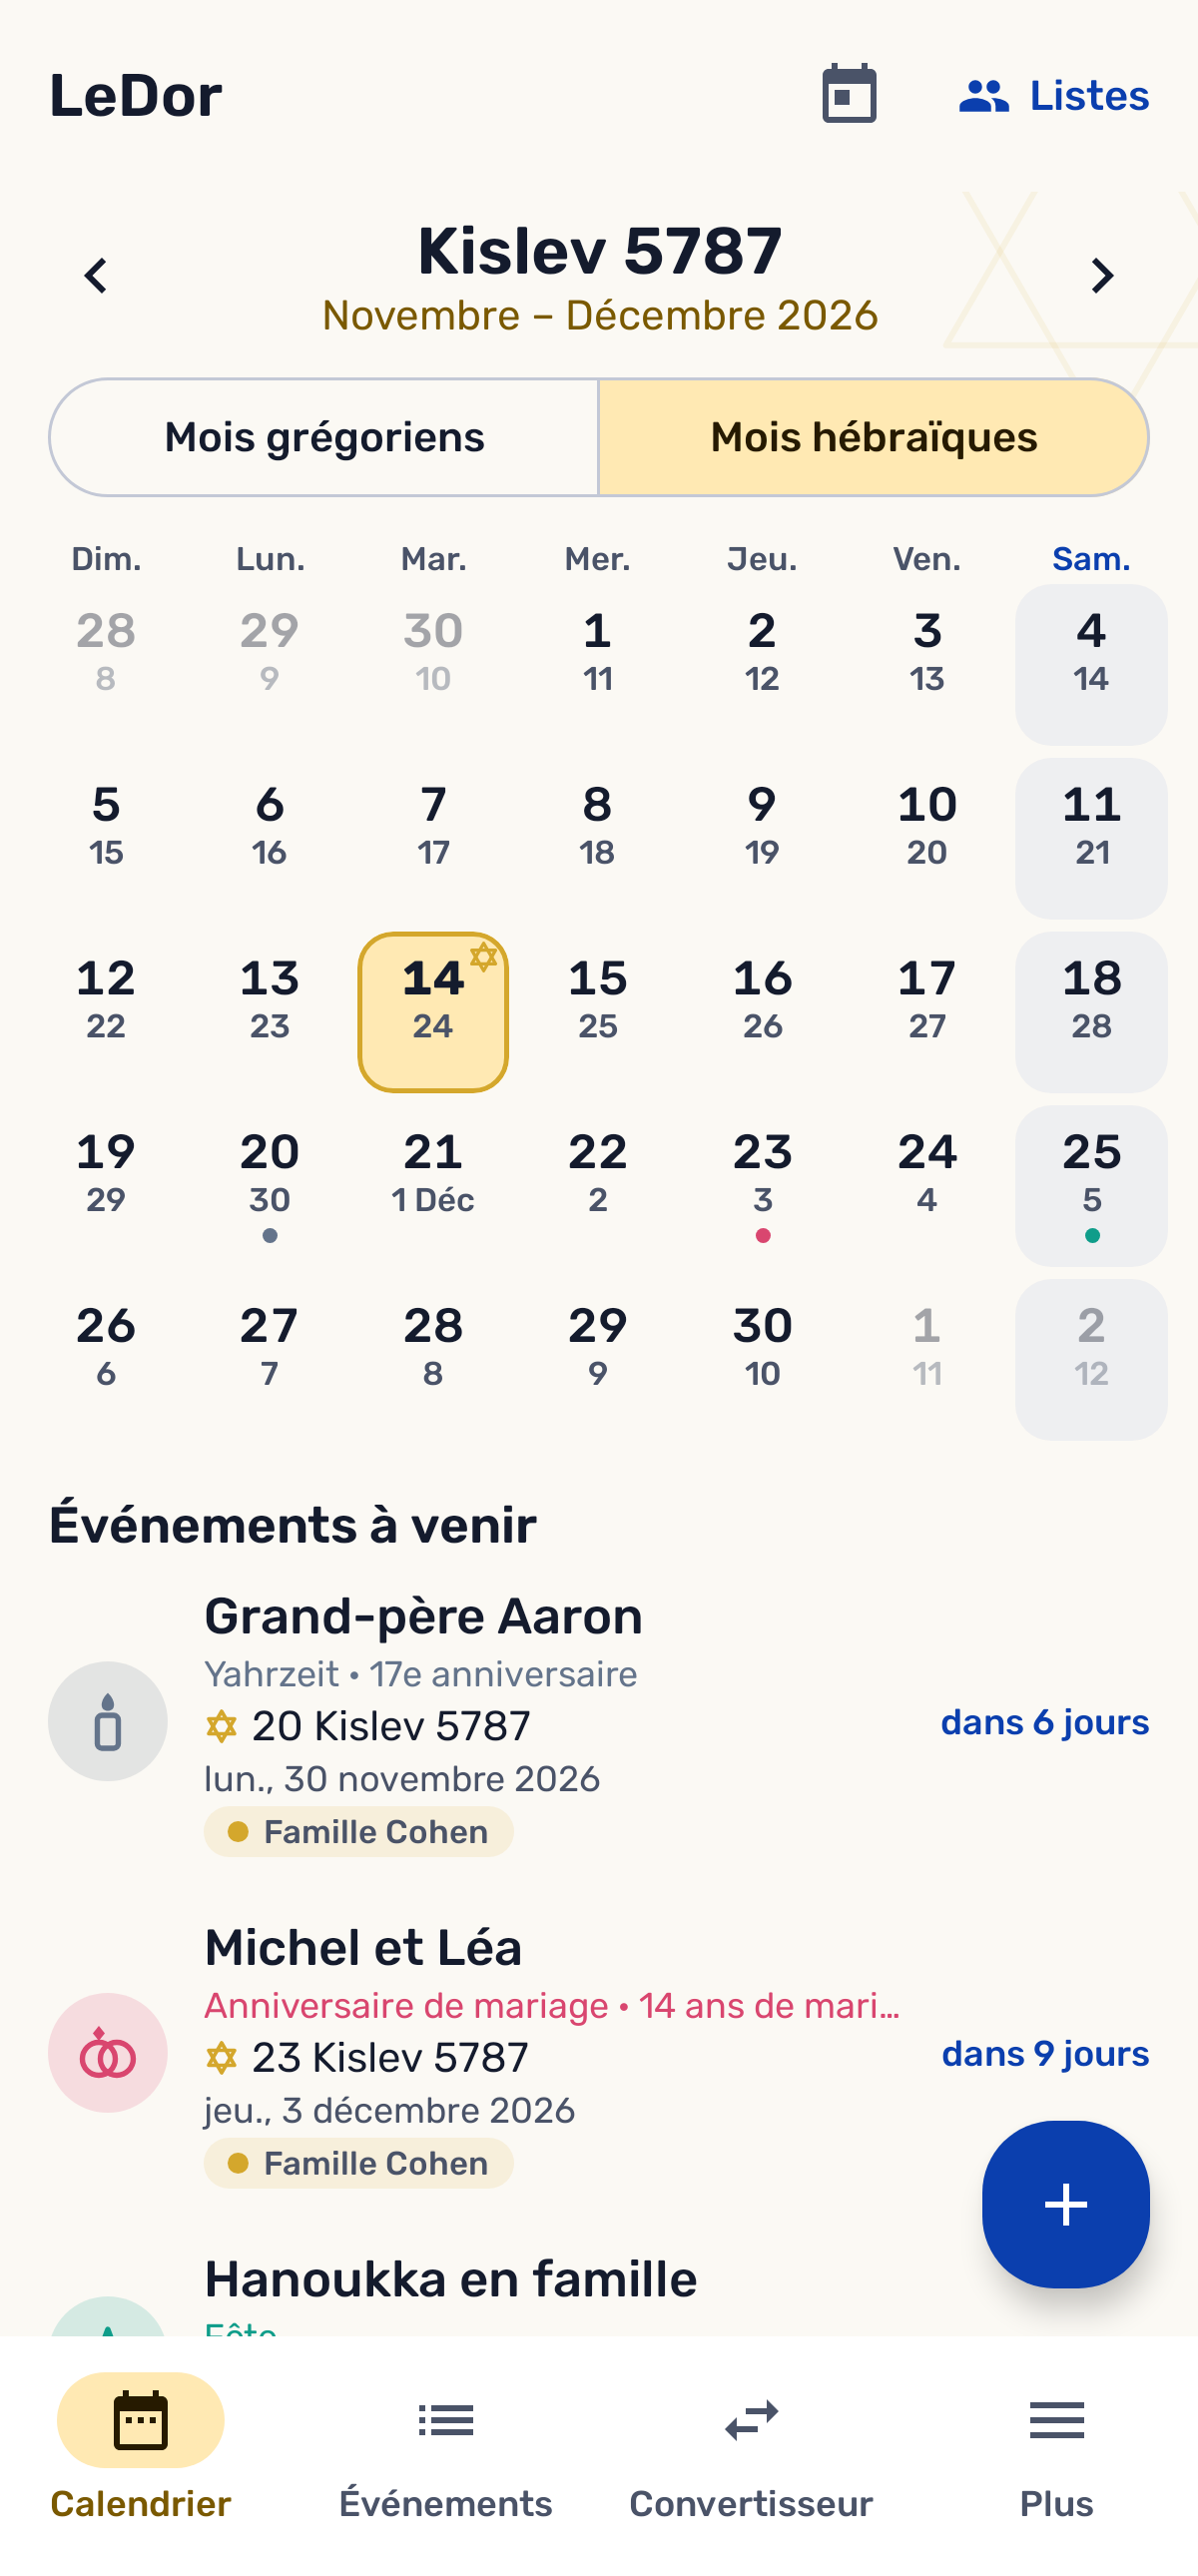 LeDor
Listes
Kislev 5787
Novembre – Décembre 2026
Mois grégoriens Mois hébraïques
Dim. Lun. Mar. Mer. Jeu. Ven. Sam.
28 29 30 1 2 3 4
8 9 10 11 12 13 14
5 6 7 8 9 10 11
15 16 17 18 19 20 21
12 13 14 15 16 17 18
22 23 24 25 26 27 28
19 20 21 22 23 24 25
29 30 1 Déc 2 3 4 5
26 27 28 29 30 1 2
6 7 8 9 10 11 12
Événements à venir
Grand-père Aaron
Yahrzeit • 17e anniversaire
20 Kislev 5787
dans 6 jours
lun., 30 novembre 2026
Famille Cohen
Michel et Léa
Anniversaire de mariage • 14 ans de mari…
23 Kislev 5787
dans 9 jours
jeu., 3 décembre 2026
Famille Cohen
Hanoukka en famille
Fête
Calendrier Événements Convertisseur Plus